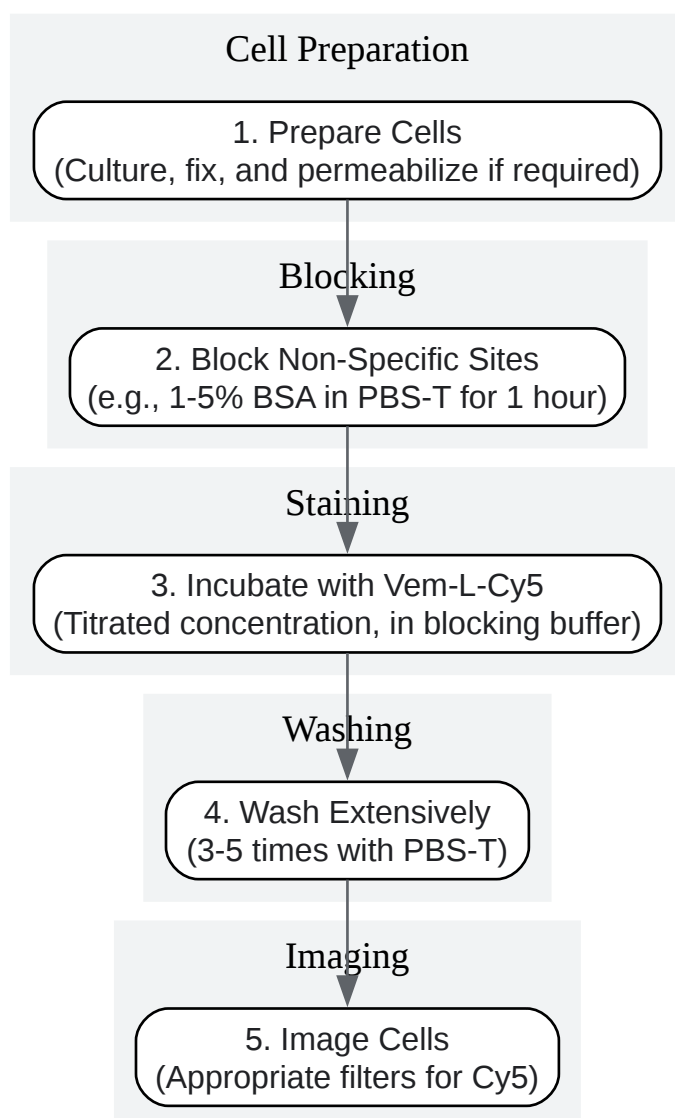 Cell Preparation
1. Prepare Cells
(Culture, fix, and permeabilize if required)
Blocking
2. Block Non-Specific Sites
(e.g., 1-5% BSA in PBS-T for 1 hour)
Staining
3. Incubate with Vem-L-Cy5
(Titrated concentration, in blocking buffer)
Washing
4. Wash Extensively
(3-5 times with PBS-T)
Imaging
5. Image Cells
(Appropriate filters for Cy5)